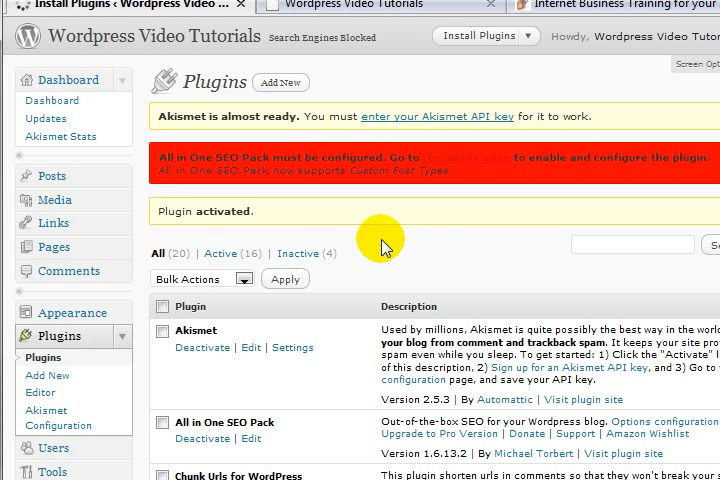 Install Plugins ‹ Wordpress Video ...
Wordpress Video Tutorials
Internet Business Training for your
Wordpress Video Tutorials Search Engines Blocked Install Plugins Howdy, Wordpress Video Tutor
Screen Opt
Dashboard
Dashboard
Updates
Akismet Stats
Posts
Media
Links
Pages
Comments
Appearance
Plugins
Plugins
Add New
Editor
Akismet
Configuration
Users
Tools
Plugins Add New
Akismet is almost ready. You must enter your Akismet API key for it to work.
All in One SEO Pack must be configured. Go to the admin page to enable and configure the plugin.
All in One SEO Pack now supports Custom Post Types.
Plugin activated.
All (20) | Active (16) | Inactive (4)
Se
Bulk Actions Apply
Plugin Description
Akismet
Deactivate | Edit | Settings
Used by millions, Akismet is quite possibly the best way in the world
your blog from comment and trackback spam. It keeps your site pro
spam even while you sleep. To get started: 1) Click the "Activate" l
of this description, 2) Sign up for an Akismet API key, and 3) Go to
configuration page, and save your API key.
Version 2.5.3 | By Automattic | Visit plugin site
All in One SEO Pack
Deactivate | Edit
Out-of-the-box SEO for your Wordpress blog. Options configuration
Upgrade to Pro Version | Donate | Support | Amazon Wishlist
Version 1.6.13.2 | By Michael Torbert | Visit plugin site
Chunk Urls for WordPress
This plugin shorten urls in comments so that they won't break your s